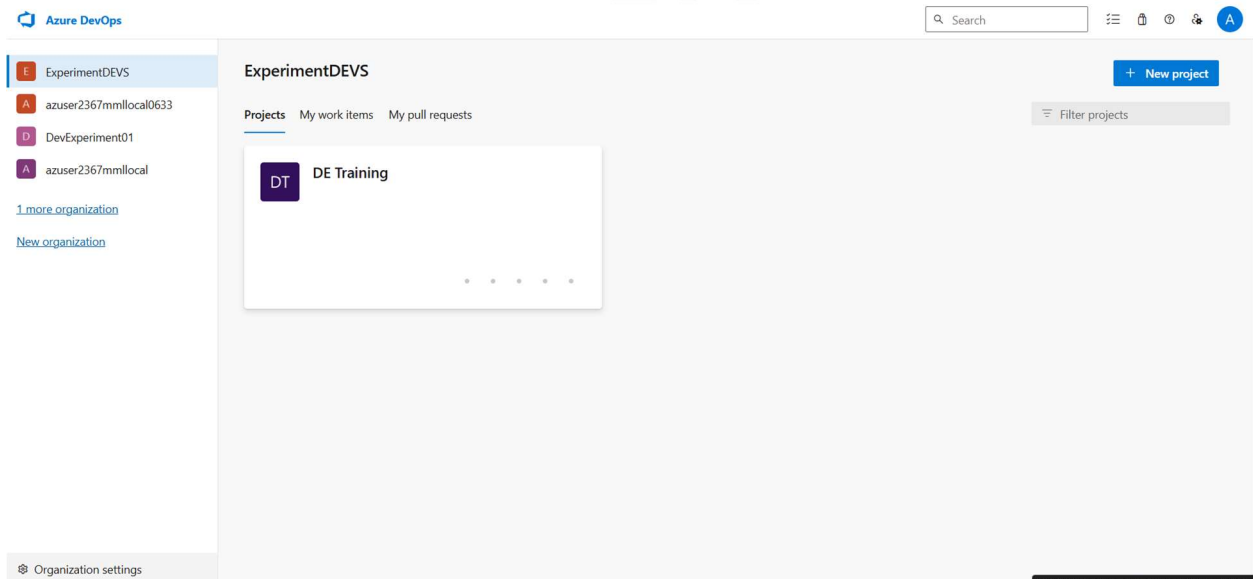 Azure DevOps
Search
A
E ExperimentDEVS
A azuser2367mmllocal0633
D DevExperiment01
A azuser2367mmllocal
1 more organization
New organization
Organization settings
ExperimentDEVS
+ New project
Projects My work items My pull requests
Filter projects
DT DE Training